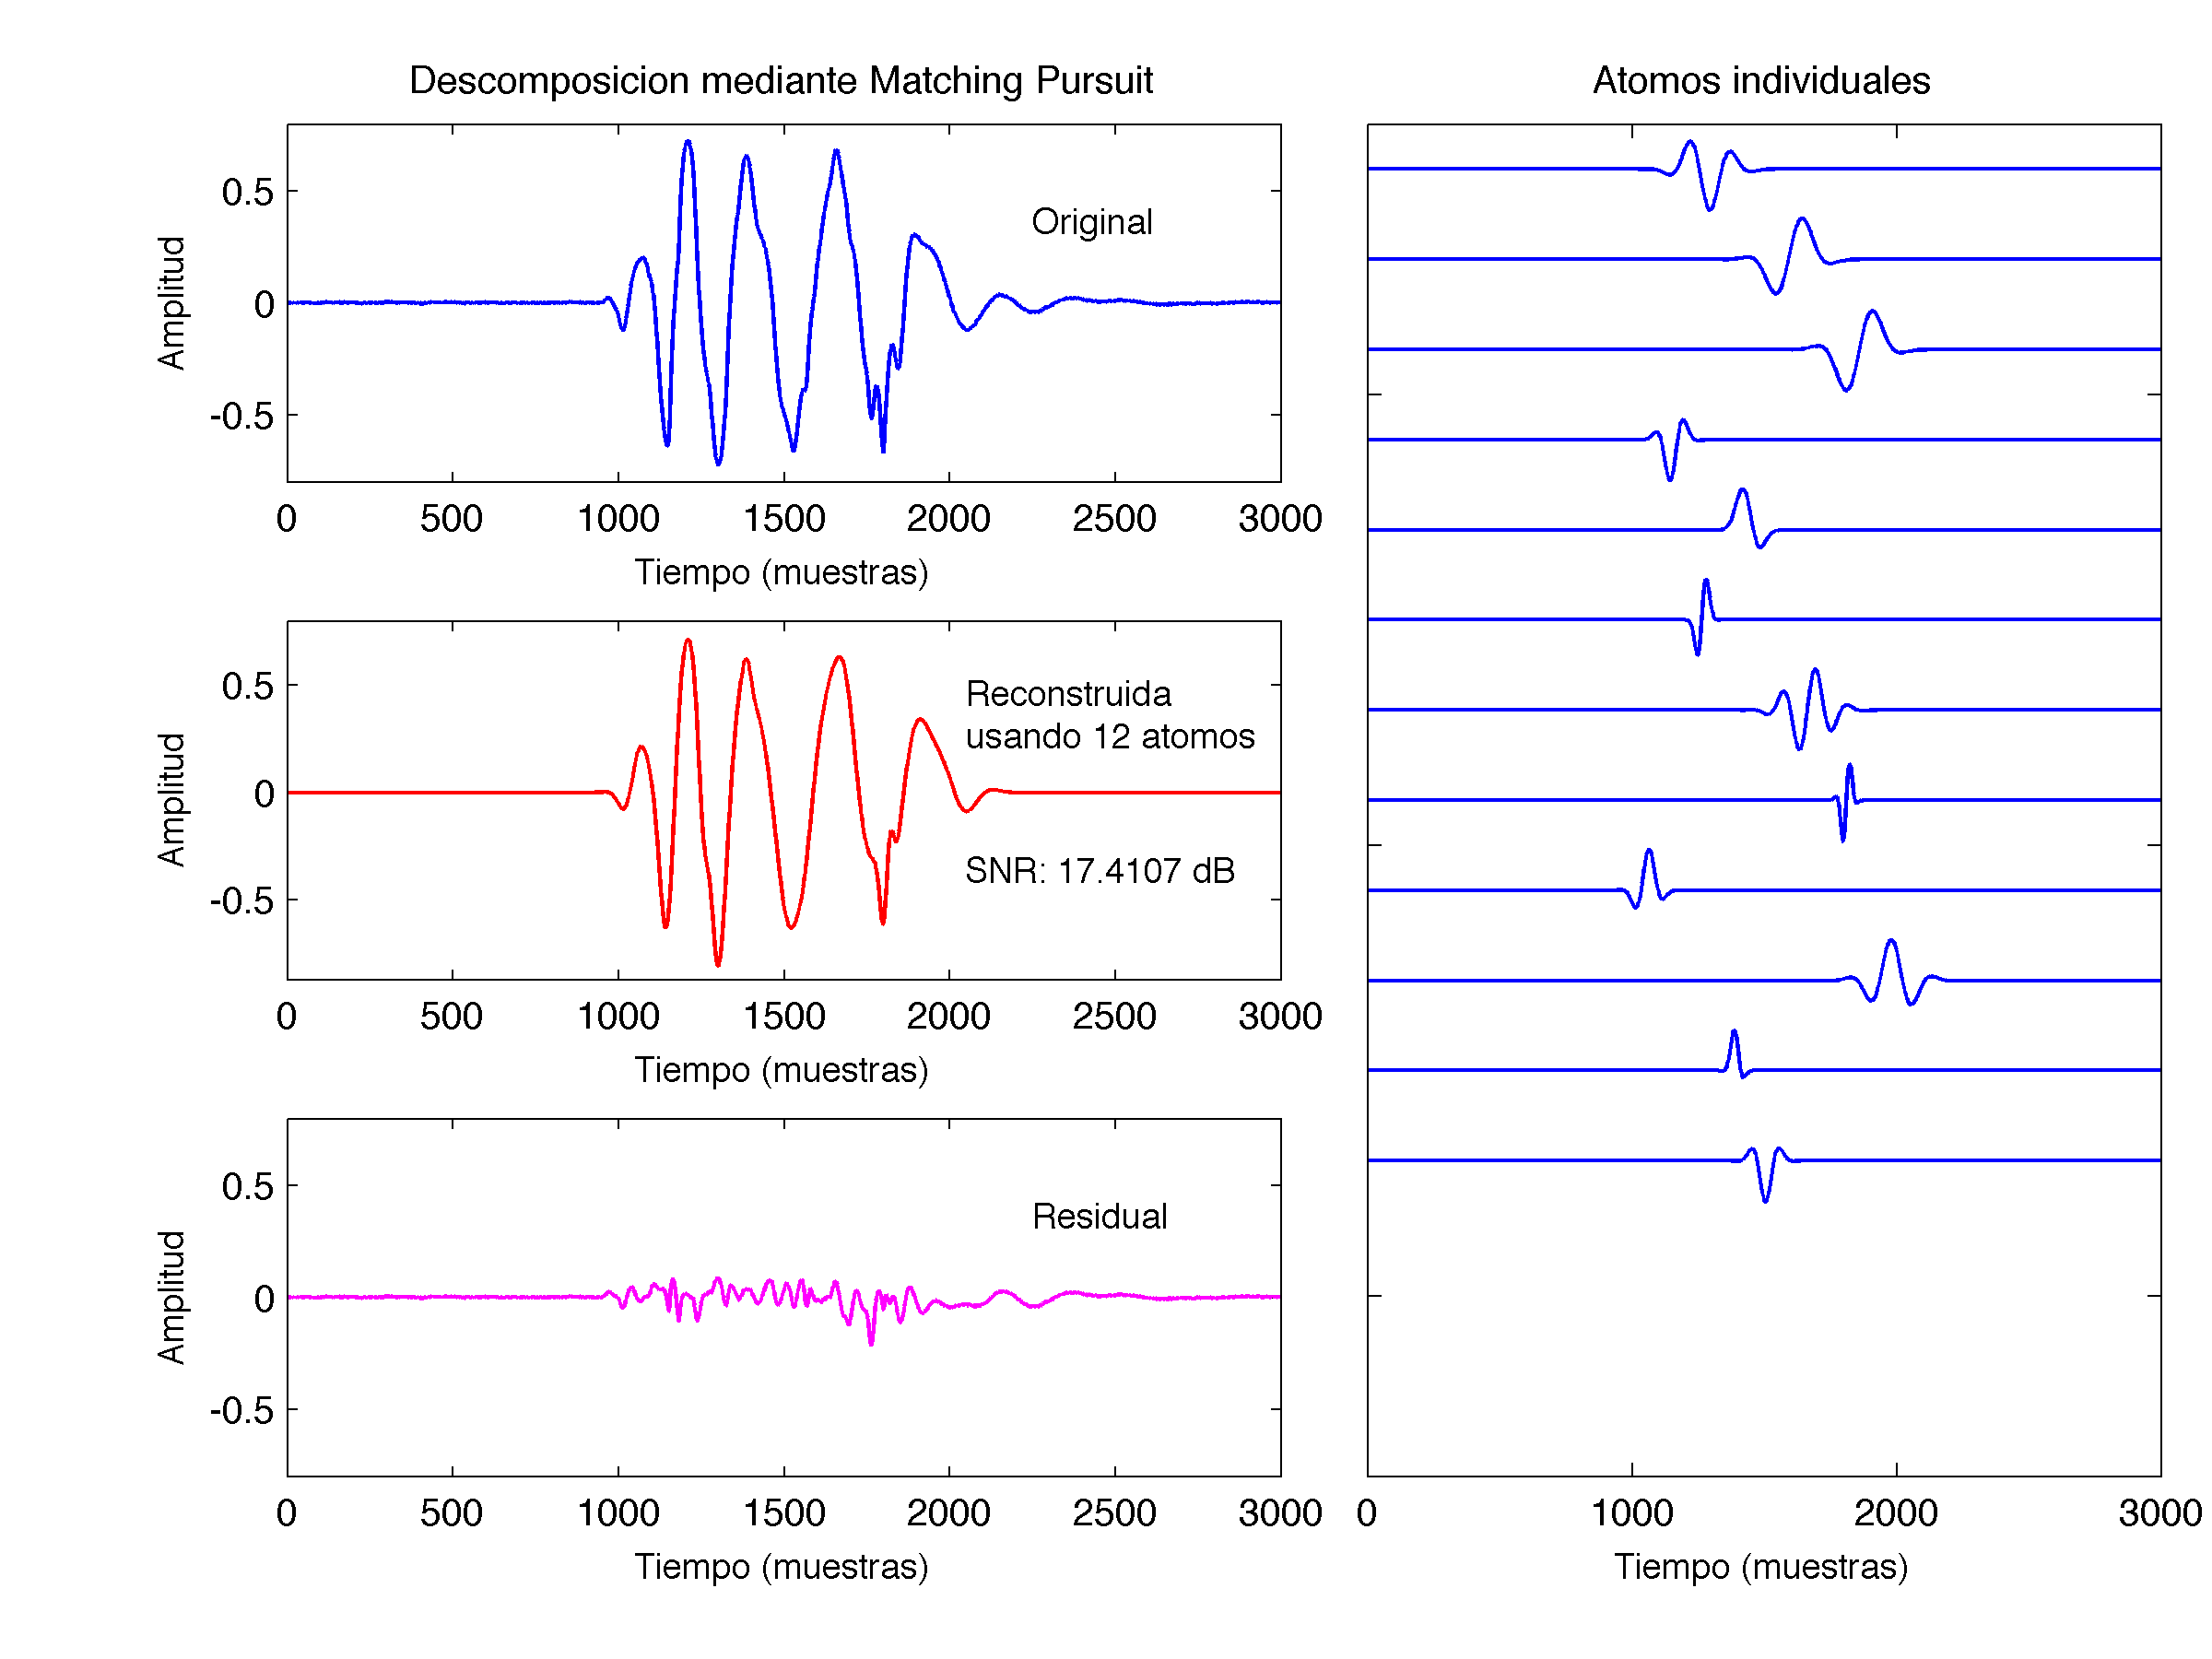 Descomposicion mediante Matching Pursuit
Amplitud
0.5
0
-0.5
Original
0 500 1000 1500 2000 2500 3000
Tiempo (muestras)
Amplitud
0.5
0
-0.5
Reconstruida
usando 12 atomos
SNR: 17.4107 dB
0 500 1000 1500 2000 2500 3000
Tiempo (muestras)
Amplitud
0.5
0
-0.5
Residual
0 500 1000 1500 2000 2500 3000
Tiempo (muestras)
Atomos individuales
0 1000 2000 3000
Tiempo (muestras)